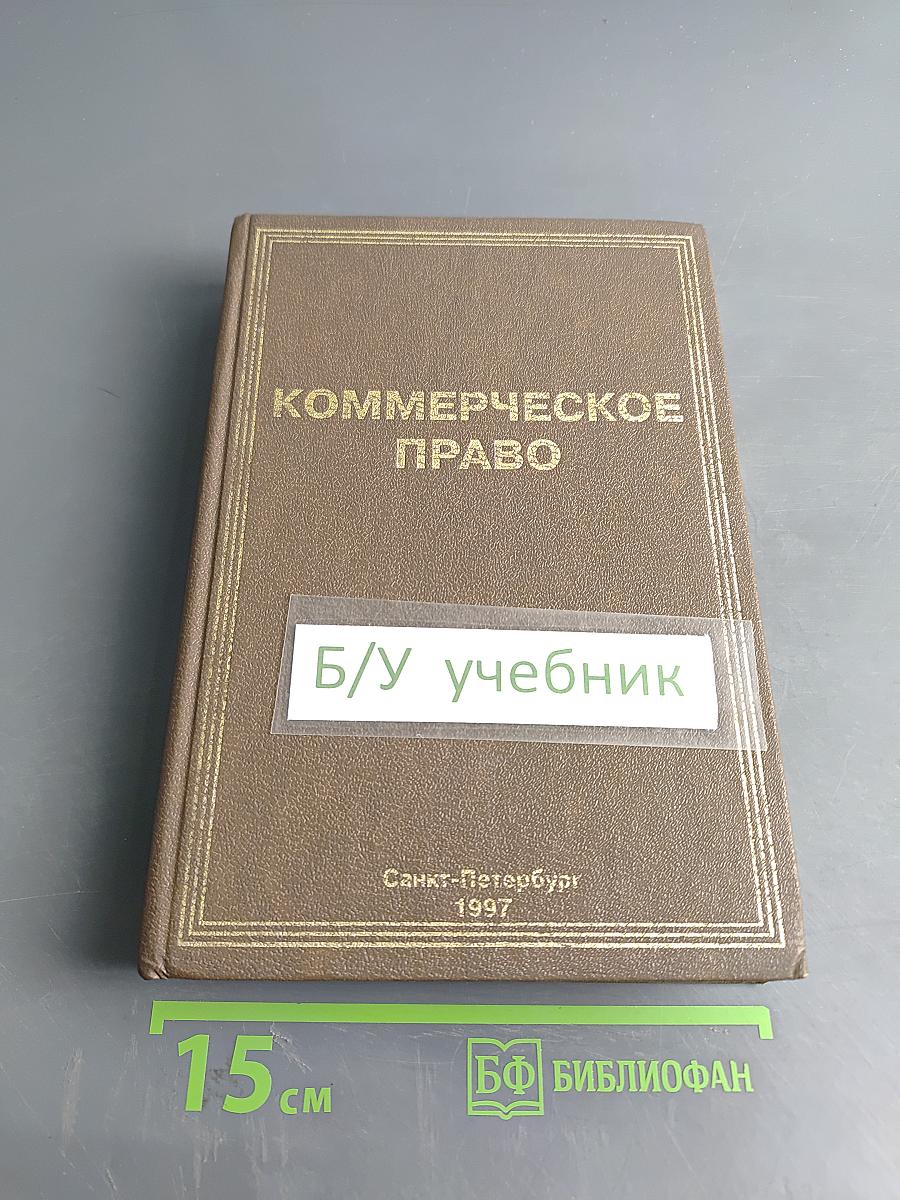 КОММЕРЧЕСКОЕ
ПРАВО
Б/У учебник
Санкт-Петербург
1997
15 см
БФ БИБЛИОФАН